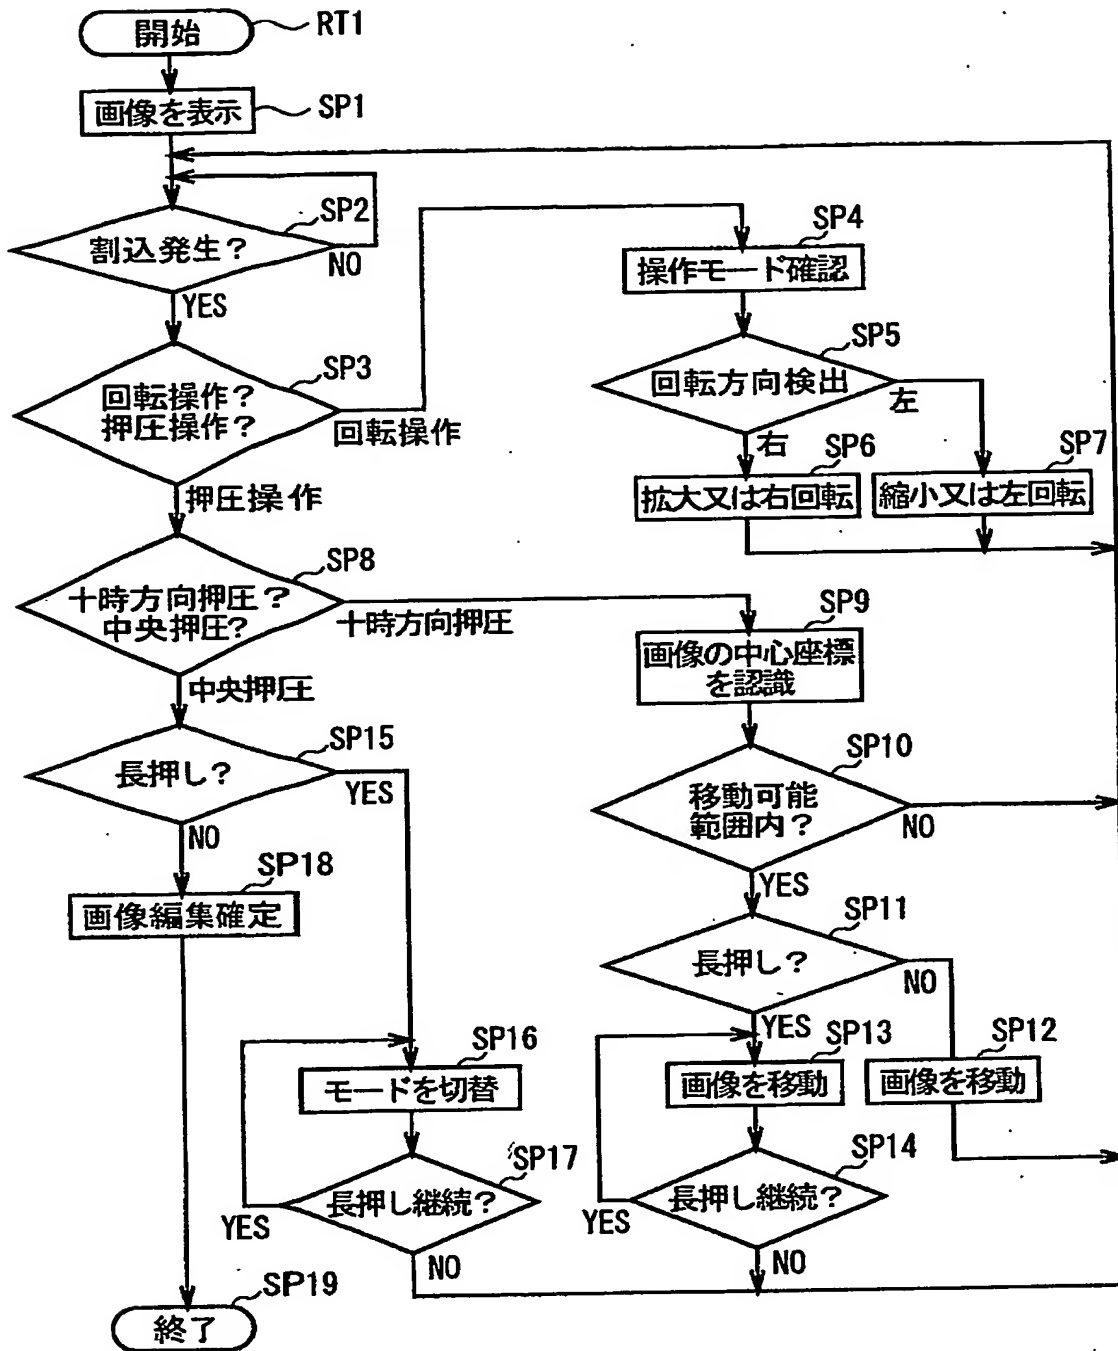 開始
RT1
画像を表示
SP1
割込発生?
SP2
NO
YES
回転操作?
押圧操作?
SP3
回転操作
押圧操作
操作モード確認
SP4
回転方向検出
SP5
左
右
拡大又は右回転
SP6
縮小又は左回転
SP7
十時方向押圧?
中央押圧?
SP8
十時方向押圧
中央押圧
画像の中心座標
を認識
SP9
移動可能
範囲内?
SP10
NO
YES
長押し?
SP11
NO
YES
画像を移動
SP12
画像を移動
SP13
長押し継続?
SP14
YES
NO
長押し?
SP15
YES
NO
モードを切替
SP16
長押し継続?
SP17
YES
NO
画像編集確定
SP18
終了
SP19